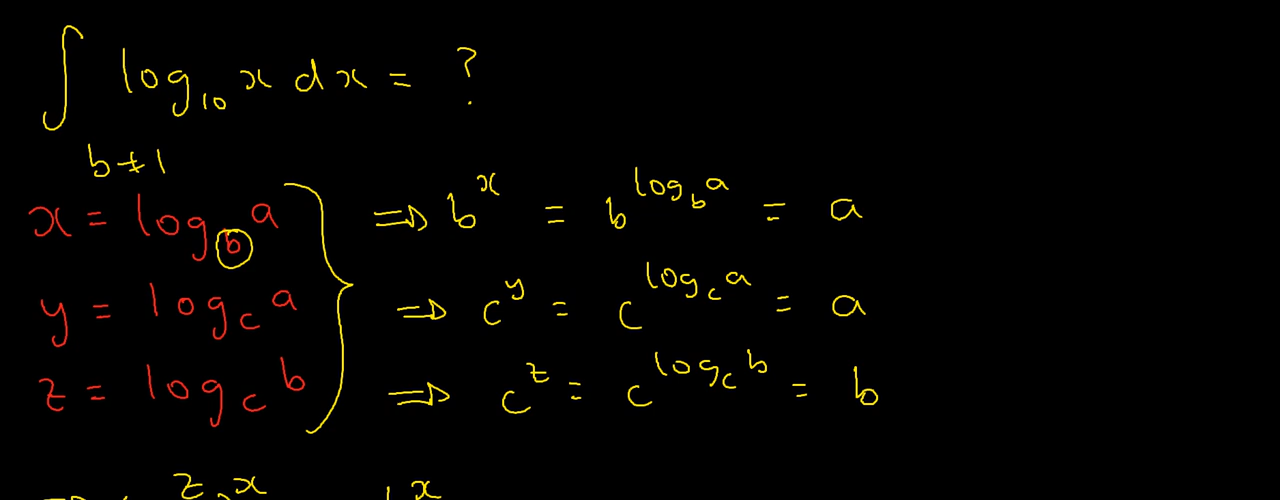 ∫ log₁₀ x dx = ?
b ≠ 1
x = log_b a ⇒ b^x = b^(log_b a) = a
y = log_c a ⇒ c^y = c^(log_c a) = a
z = log_c b ⇒ c^z = c^(log_c b) = b